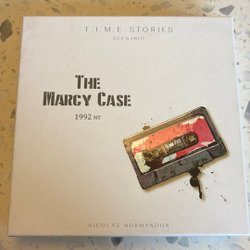 T.I.M.E STORIES
SCENARIO
THE
MARCY CASE
1992 NT
NICOLAS NORMANDON